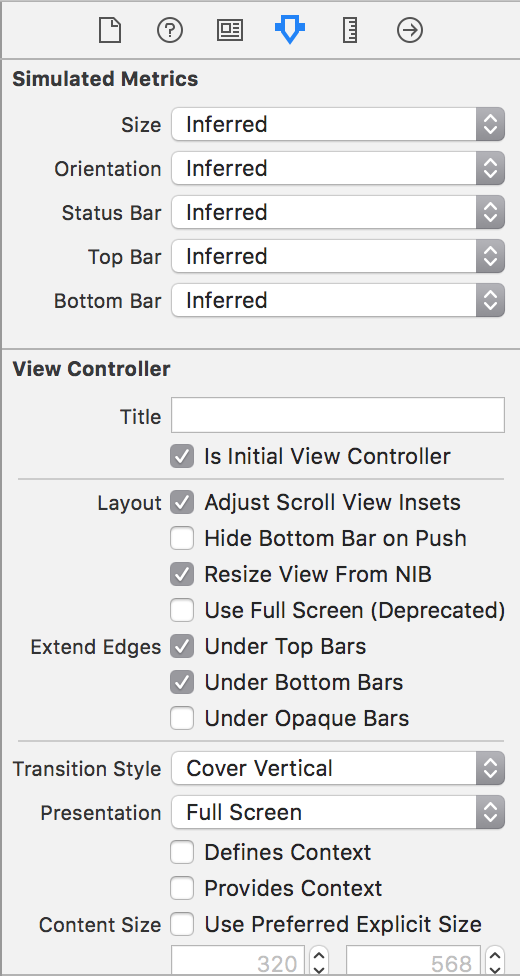 Simulated Metrics
Size Inferred
Orientation Inferred
Status Bar Inferred
Top Bar Inferred
Bottom Bar Inferred
View Controller
Title
Is Initial View Controller
Layout Adjust Scroll View Insets
Hide Bottom Bar on Push
Resize View From NIB
Use Full Screen (Deprecated)
Extend Edges Under Top Bars
Under Bottom Bars
Under Opaque Bars
Transition Style Cover Vertical
Presentation Full Screen
Defines Context
Provides Context
Content Size Use Preferred Explicit Size
320 568